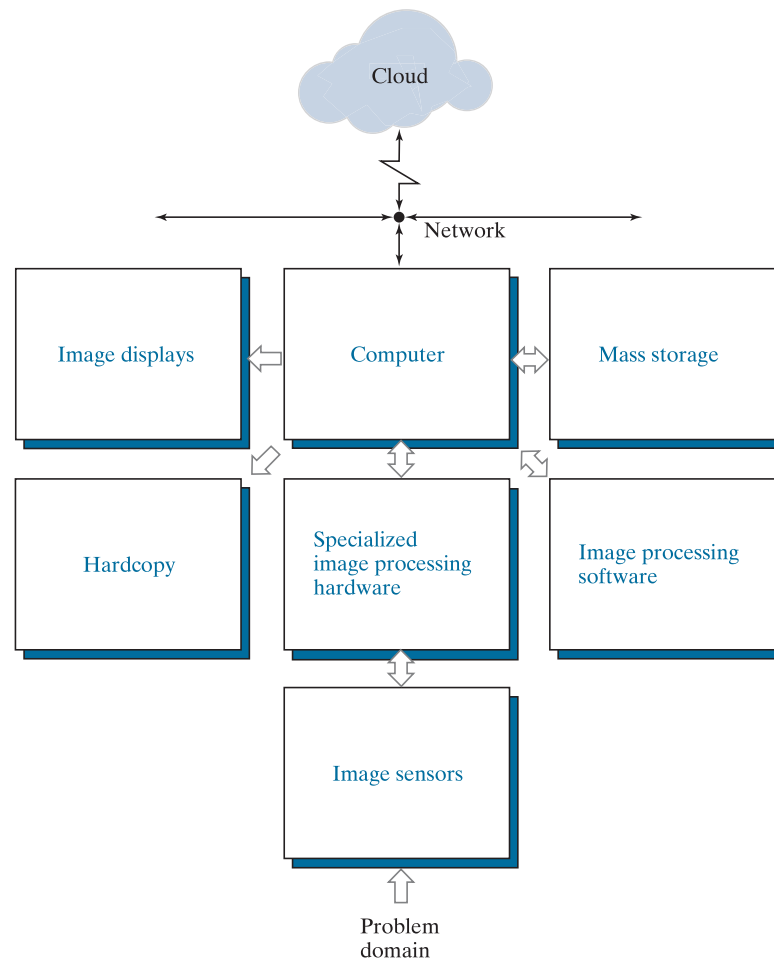 Cloud
Network
Image displays
Computer
Mass storage
Hardcopy
Specialized
image processing
hardware
Image processing
software
Image sensors
Problem
domain